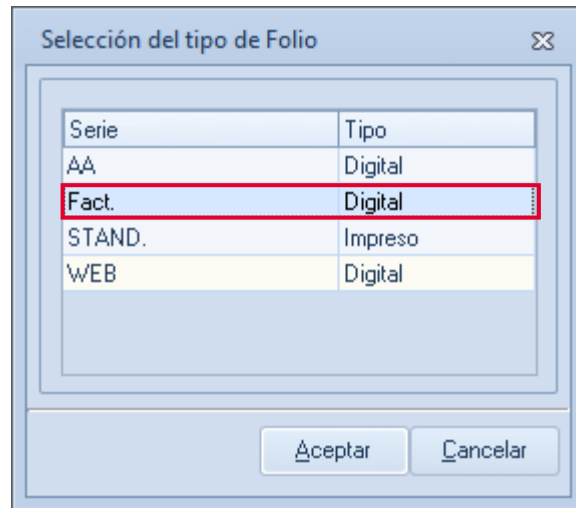 Selección del tipo de Folio
Serie Tipo
AA Digital
Fact. Digital
STAND. Impreso
WEB Digital
Aceptar Cancelar